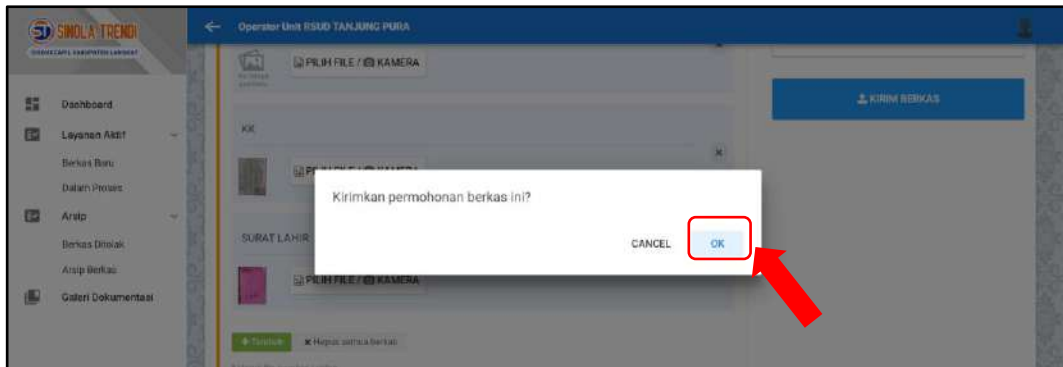 SIMOLA TRENDI
Operator Unit RSUD TANJUNG PURA
PILIH FILE / KAMERA
KIRIM BERKAS
Dashboard
Layanan Aktif
Berkas Baru
Dalam Proses
Arsip
Berkas Ditolak
Arsip Berkas
Galeri Dokumentasi
KK
Kirimkan permohonan berkas ini?
CANCEL
OK
SURAT LAHIR
PILIH FILE / KAMERA
Tambah
Hapus semua berkas